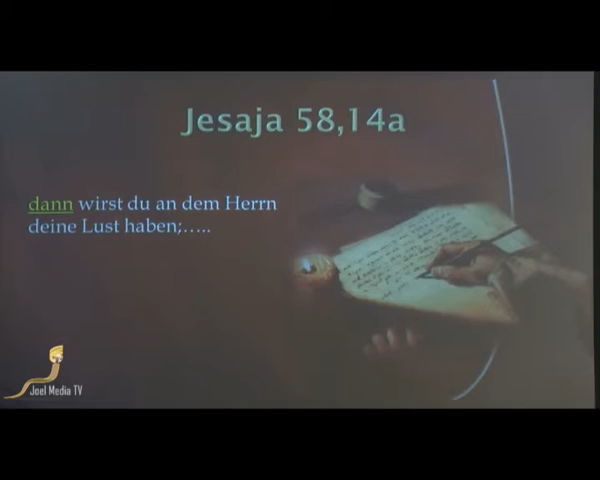 Jesaja 58,14a
dann wirst du an dem Herrn
deine Lust haben;.....
Joel Media TV